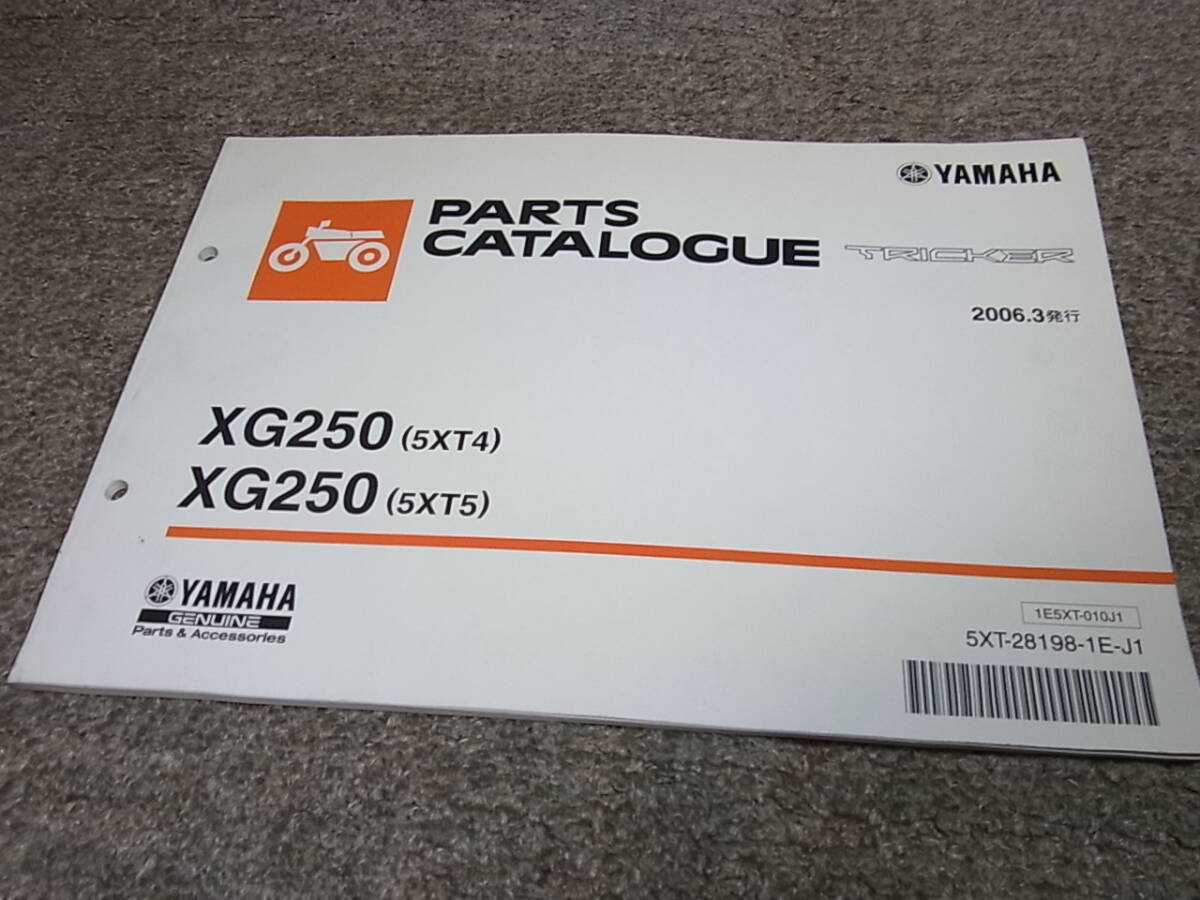 YAMAHA
PARTS
CATALOGUE
TRICKER
2006.3発行
XG250 (5XT4)
XG250 (5XT5)
YAMAHA
GENUINE
Parts & Accessories
1E5XT-010J1
5XT-28198-1E-J1